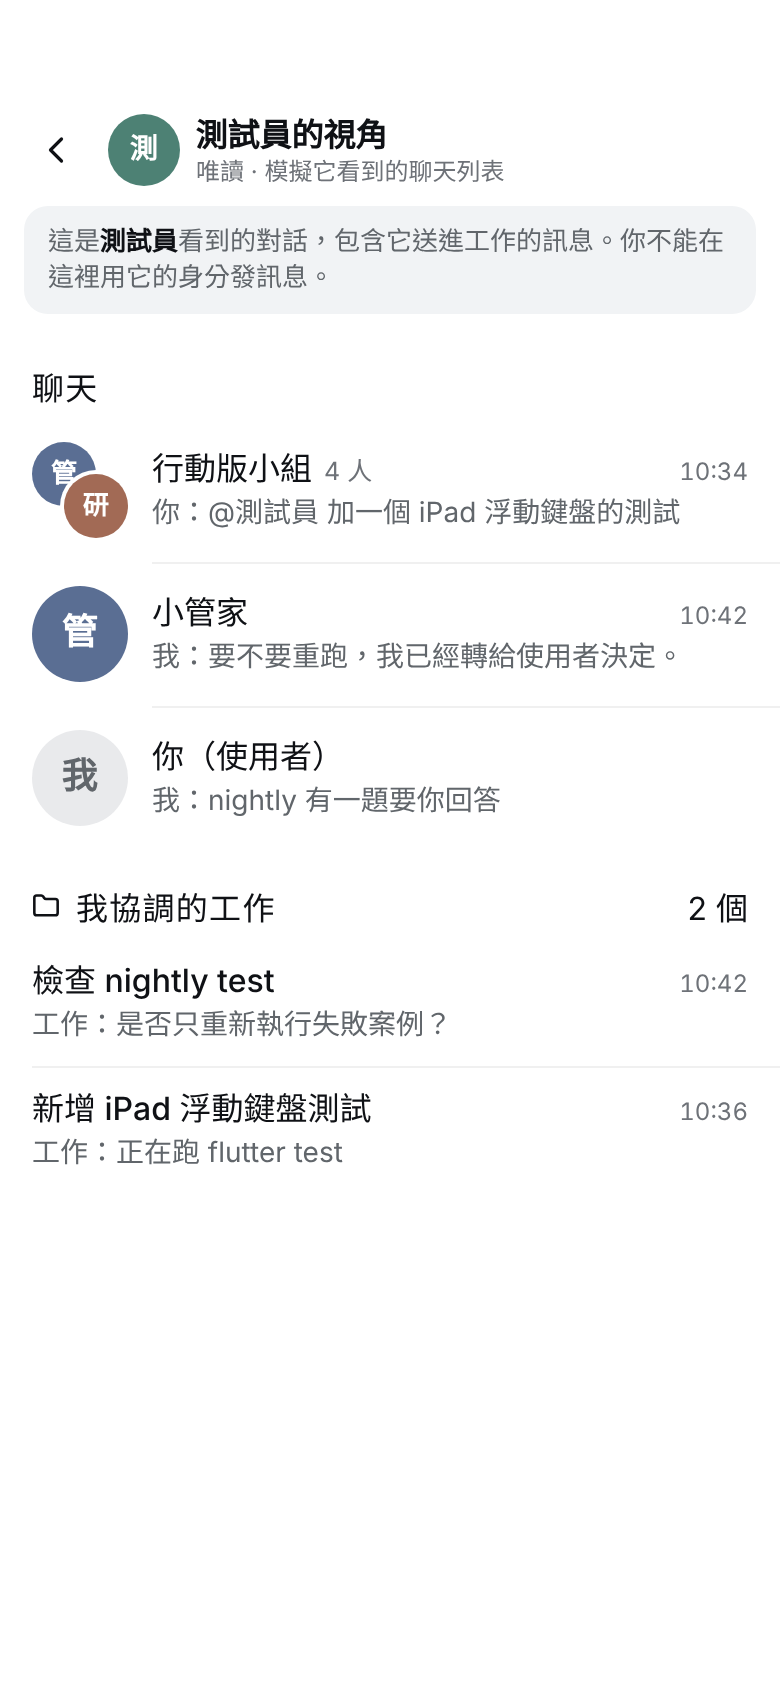 測
測試員的視角
唯讀 · 模擬它看到的聊天列表
這是測試員看到的對話，包含它送進工作的訊息。你不能在
這裡用它的身分發訊息。
聊天
管
研
行動版小組 4 人 10:34
你：@測試員 加一個 iPad 浮動鍵盤的測試
管
小管家 10:42
我：要不要重跑，我已經轉給使用者決定。
我
你（使用者）
我：nightly 有一題要你回答
我協調的工作 2 個
檢查 nightly test 10:42
工作：是否只重新執行失敗案例？
新增 iPad 浮動鍵盤測試 10:36
工作：正在跑 flutter test